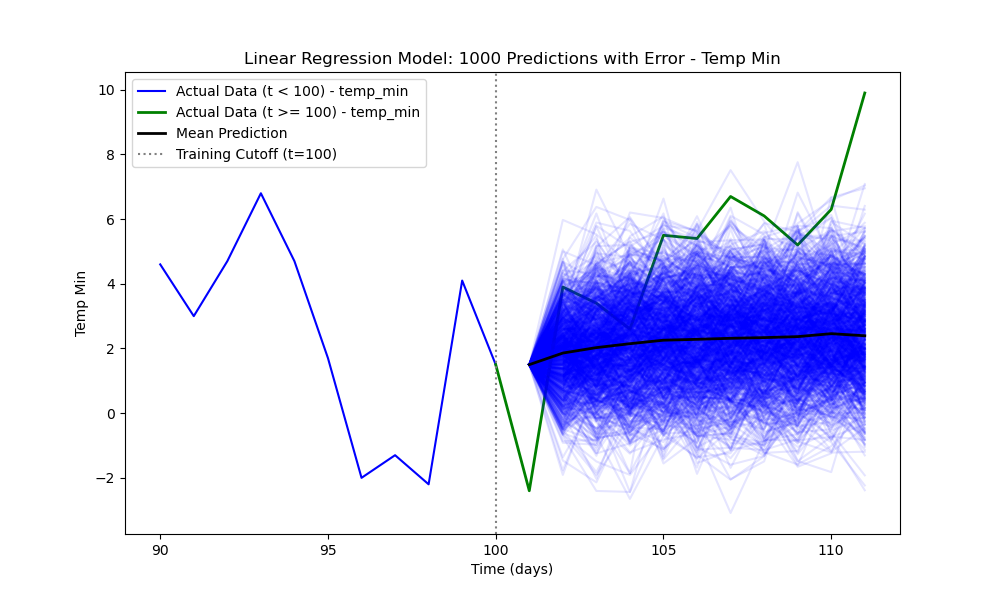 Linear Regression Model: 1000 Predictions with Error - Temp Min
Actual Data (t < 100) - temp_min
Actual Data (t >= 100) - temp_min
Mean Prediction
Training Cutoff (t=100)
Temp Min
10
8
6
4
2
0
−2
90
95
100
105
110
Time (days)